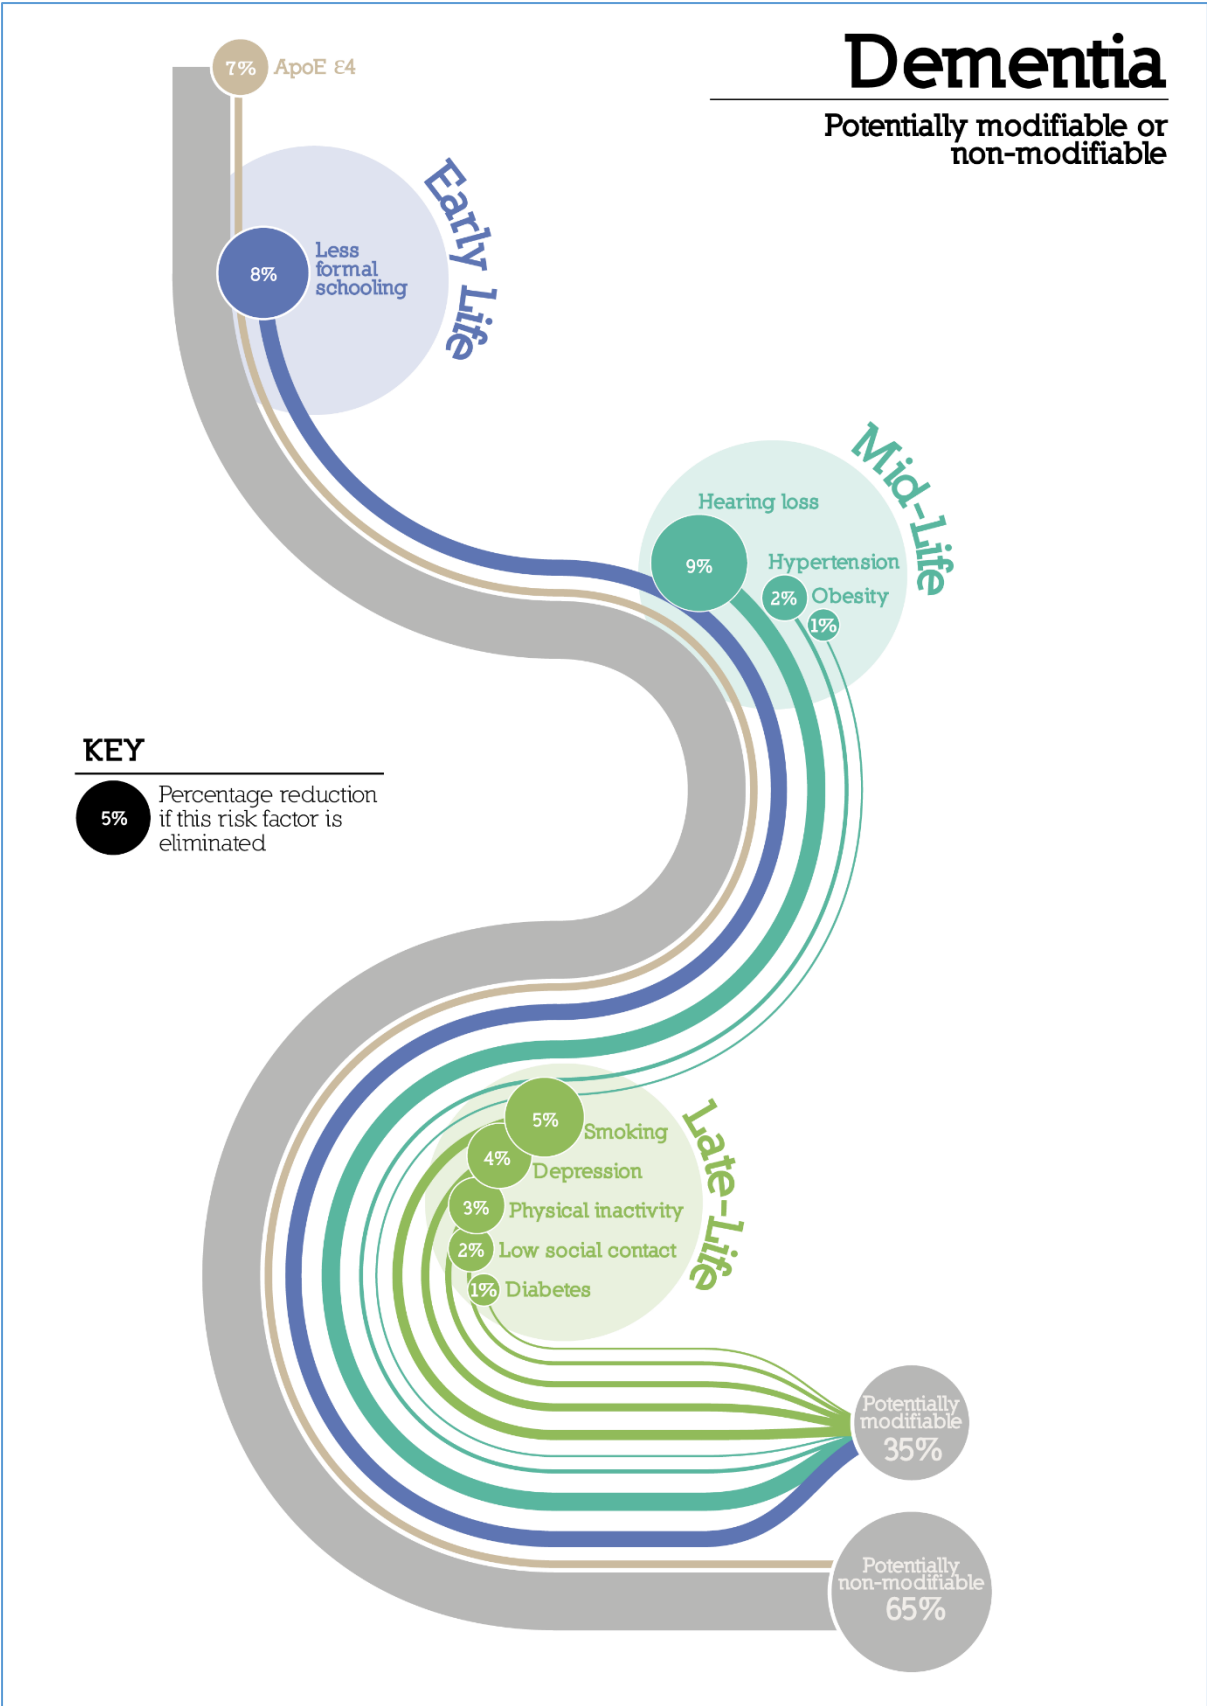 Dementia
Potentially modifiable or
non-modifiable
7%
ApoE ε4
Early Life
8%
Less
formal
schooling
Mid-Life
Hearing loss
9%
Hypertension
2%
Obesity
1%
KEY
5%
Percentage reduction
if this risk factor is
eliminated
Late-Life
5%
Smoking
4%
Depression
3%
Physical inactivity
2%
Low social contact
1%
Diabetes
Potentially
modifiable
35%
Potentially
non-modifiable
65%